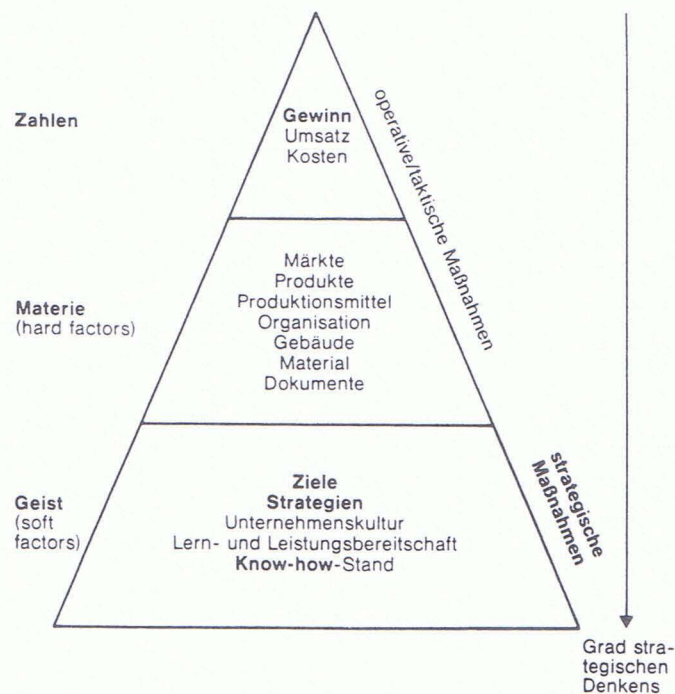 Zahlen
Gewinn
Umsatz
Kosten
operative/taktische Maßnahmen
Materie
(hard factors)
Märkte
Produkte
Produktionsmittel
Organisation
Gebäude
Material
Dokumente
Geist
(soft
factors)
Ziele
Strategien
Unternehmenskultur
Lern- und Leistungsbereitschaft
Know-how-Stand
strategische
Maßnahmen
Grad stra-
tegischen
Denkens